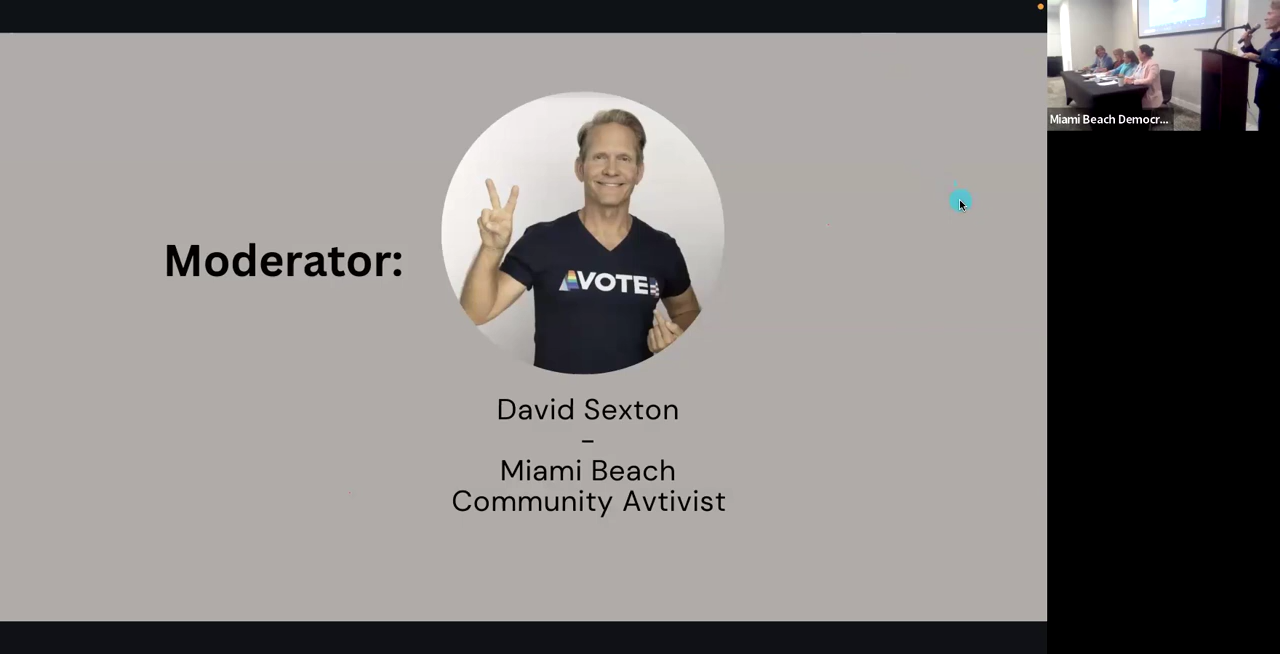 Moderator:
VOTE
David Sexton
–
Miami Beach
Community Avtivist
Miami Beach Democr...